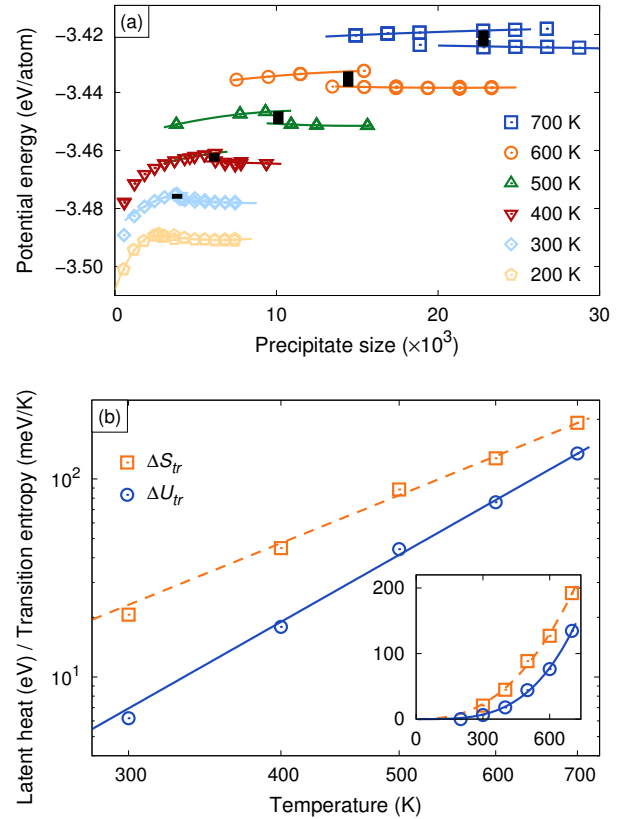 (a)
Potential energy (eV/atom)
−3.42
−3.44
−3.46
−3.48
−3.50
700 K
600 K
500 K
400 K
300 K
200 K
0
10
20
30
Precipitate size (×10³)
(b)
Latent heat (eV) / Transition entropy (meV/K)
10²
10¹
ΔS_tr
ΔU_tr
200
100
0
0
300
600
300
400
500
600
700
Temperature (K)